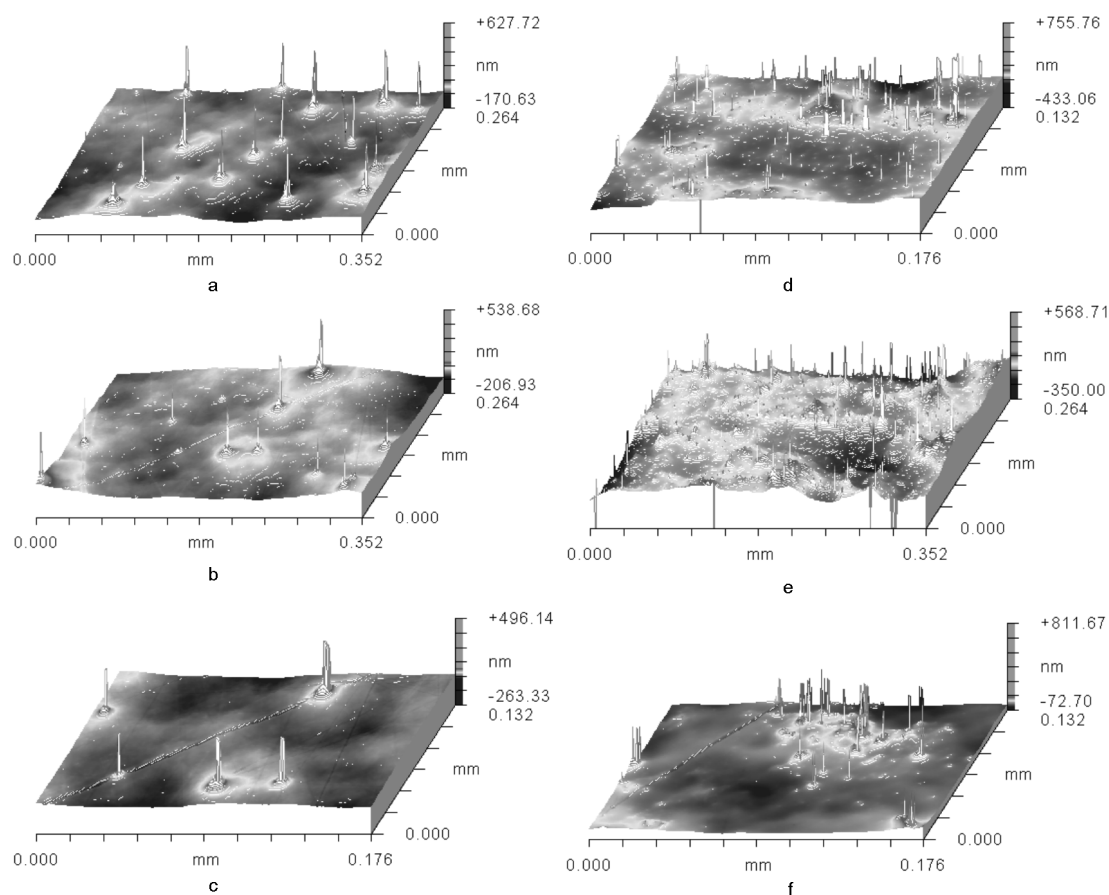 +627.72
nm
-170.63
0.264
mm
0.000
0.000 mm 0.352
a
+755.76
nm
-433.06
0.132
mm
0.000
0.000 mm 0.176
d
+538.68
nm
-206.93
0.264
mm
0.000
0.000 mm 0.352
b
+568.71
nm
-350.00
0.264
mm
0.000
0.000 mm 0.352
e
+496.14
nm
-263.33
0.132
mm
0.000
0.000 mm 0.176
c
+811.67
nm
-72.70
0.132
mm
0.000
0.000 mm 0.176
f